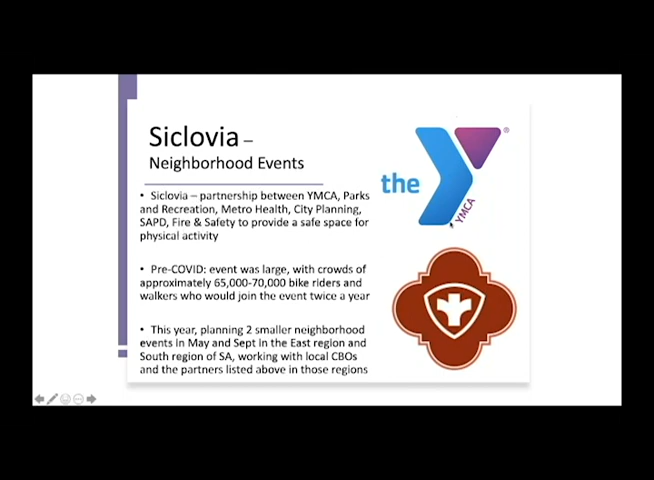 Siclovia –
Neighborhood Events
• Siclovia – partnership between YMCA, Parks
and Recreation, Metro Health, City Planning,
SAPD, Fire & Safety to provide a safe space for
physical activity
• Pre-COVID: event was large, with crowds of
approximately 65,000-70,000 bike riders and
walkers who would join the event twice a year
• This year, planning 2 smaller neighborhood
events in May and Sept in the East region and
South region of SA, working with local CBOs
and the partners listed above in those regions
the
YMCA
®